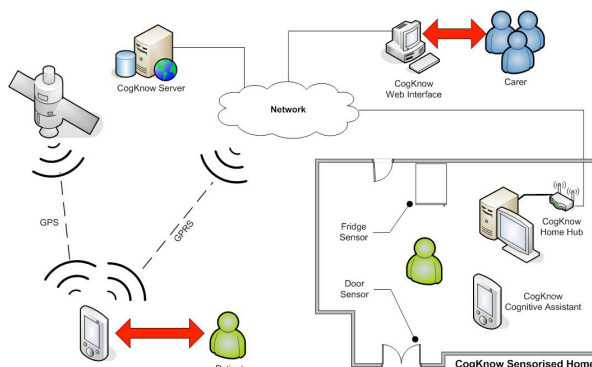 CogKnow Server
CogKnow
Web Interface
Carer
Network
GPS
GPRS
Fridge
Sensor
CogKnow
Home Hub
Door
Sensor
CogKnow
Cognitive Assistant
Patient
CogKnow Sensorised Home